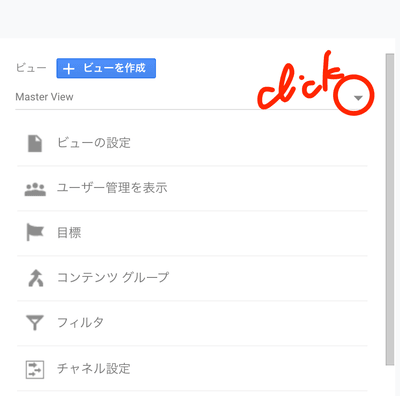 ビュー ＋ ビューを作成
click
Master View
ビューの設定
ユーザー管理を表示
目標
コンテンツ グループ
フィルタ
チャネル設定